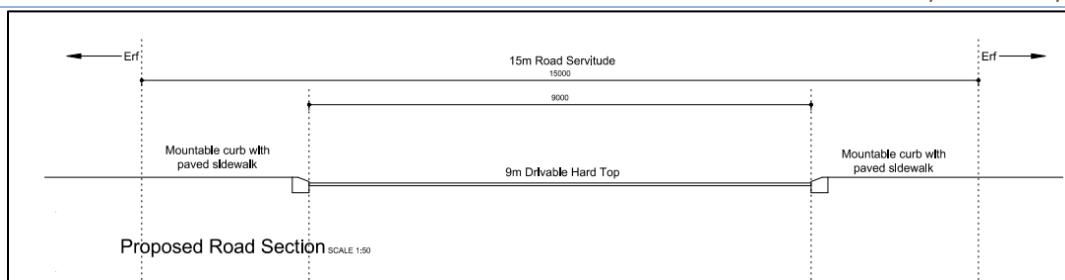 Erf
Erf
15m Road Servitude
15000
9000
Mountable curb with
paved sidewalk
Mountable curb with
paved sidewalk
9m Drivable Hard Top
Proposed Road Section SCALE 1:50